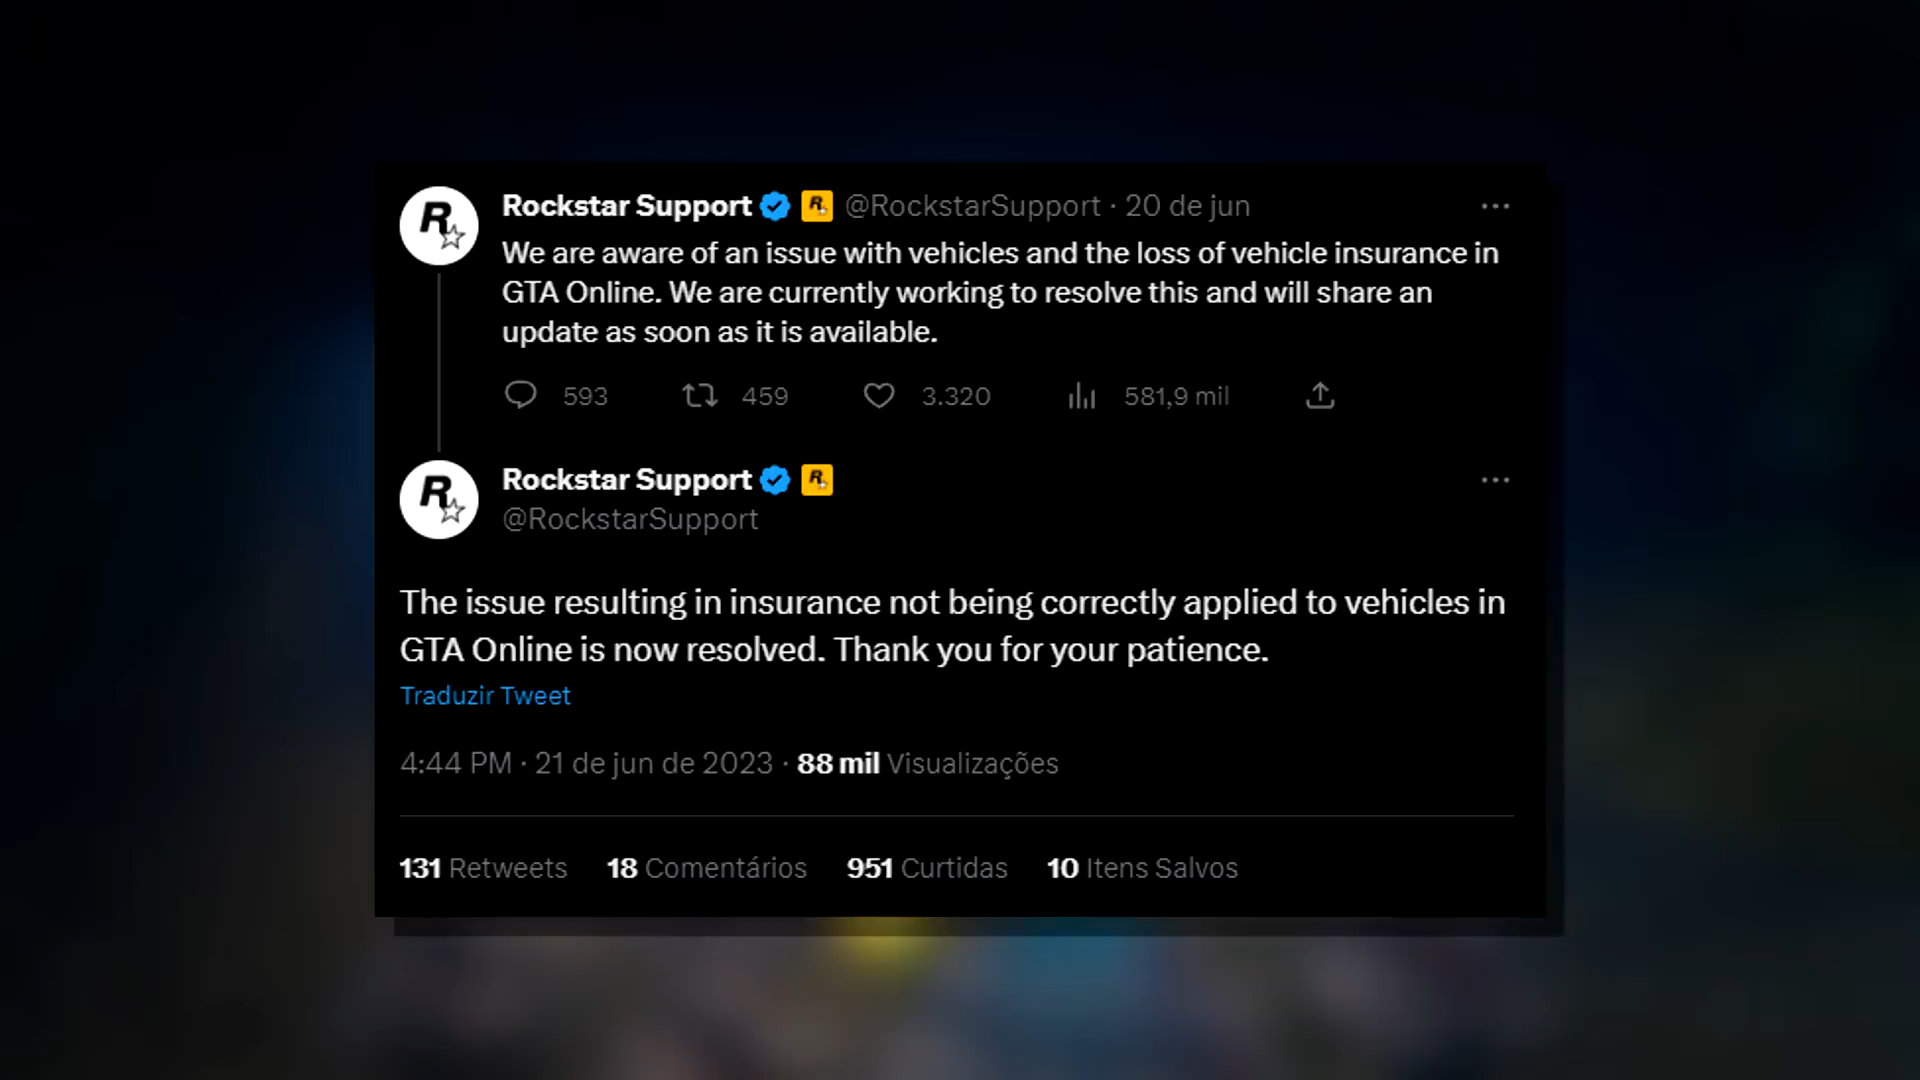 Rockstar Support @RockstarSupport · 20 de jun
We are aware of an issue with vehicles and the loss of vehicle insurance in
GTA Online. We are currently working to resolve this and will share an
update as soon as it is available.
593 459 3.320 581,9 mil
Rockstar Support
@RockstarSupport
The issue resulting in insurance not being correctly applied to vehicles in
GTA Online is now resolved. Thank you for your patience.
Traduzir Tweet
4:44 PM · 21 de jun de 2023 · 88 mil Visualizações
131 Retweets 18 Comentários 951 Curtidas 10 Itens Salvos